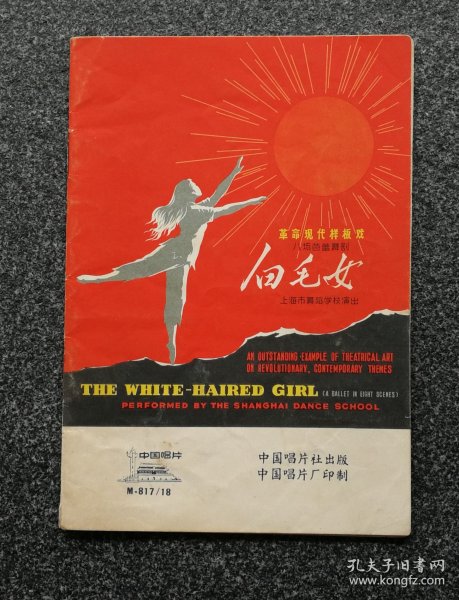 革命现代样板戏
八场芭蕾舞剧
白毛女
上海市舞蹈学校演出
AN OUTSTANDING EXAMPLE OF THEATRICAL ART
ON REVOLUTIONARY, CONTEMPORARY THEMES
THE WHITE-HAIRED GIRL (A BALLET IN EIGHT SCENES)
PERFORMED BY THE SHANGHAI DANCE SCHOOL
中国唱片
M-817/18
中国唱片社出版
中国唱片厂印制
孔夫子旧书网
book.kongfz.com